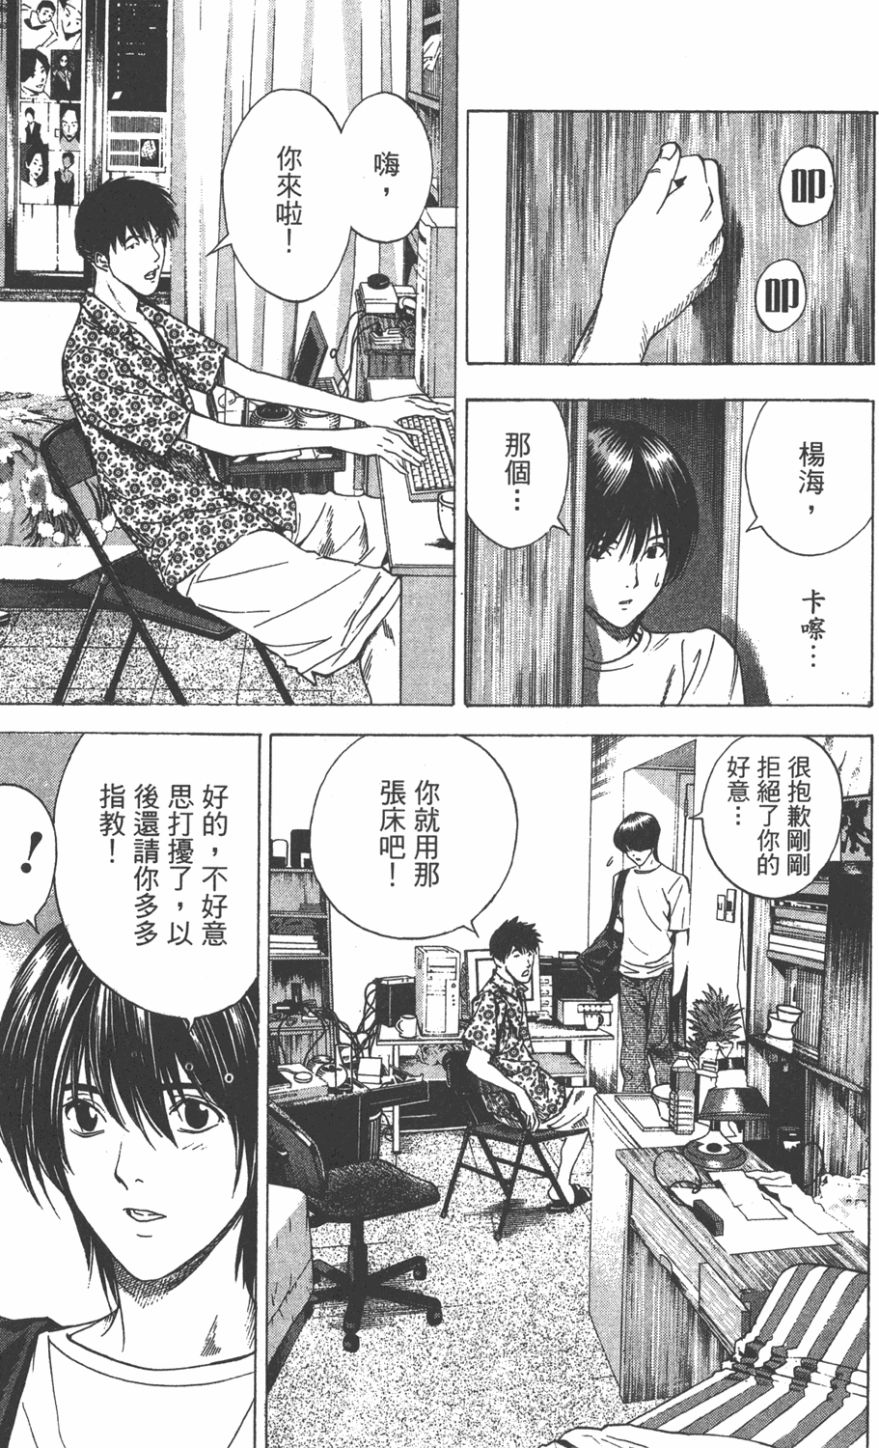 叩
叩
楊海，
卡嚓…
那個…
嗨，
你來啦！
很抱歉剛剛
拒絕了你的
好意…
你就用那
張床吧！
好的，不好意
思打擾了，以
後還請你多多
指教！
！